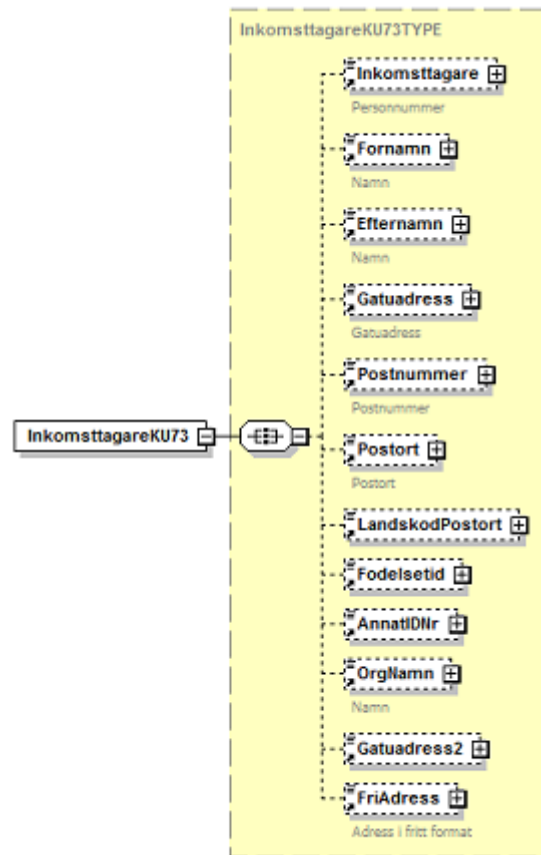 InkomsttagareKU73TYPE
Inkomsttagare
Personnummer
Fornamn
Namn
Efternamn
Namn
Gatuadress
Gatuadress
Postnummer
Postnummer
InkomsttagareKU73
Postort
Postort
LandskodPostort
Fodelsetid
AnnatIDNr
OrgNamn
Namn
Gatuadress2
FriAdress
Adress i fritt format